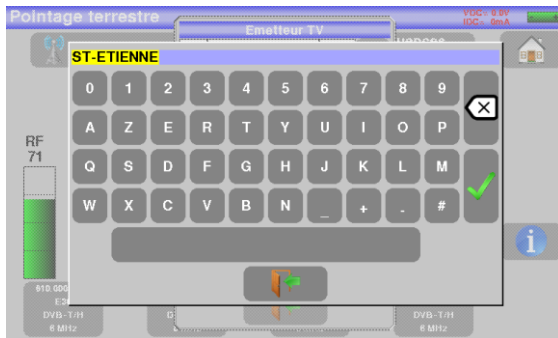 Pointage terrestre
VDC= 0.0V
IDC= 0mA
Emetteur TV
ST-ETIENNE
0 1 2 3 4 5 6 7 8 9
A Z E R T Y U I O P
RF
71
Q S D F G H J K L M
W X C V B N _ + - #
DVB-T/H
6 MHz
DVB-T/H
6 MHz